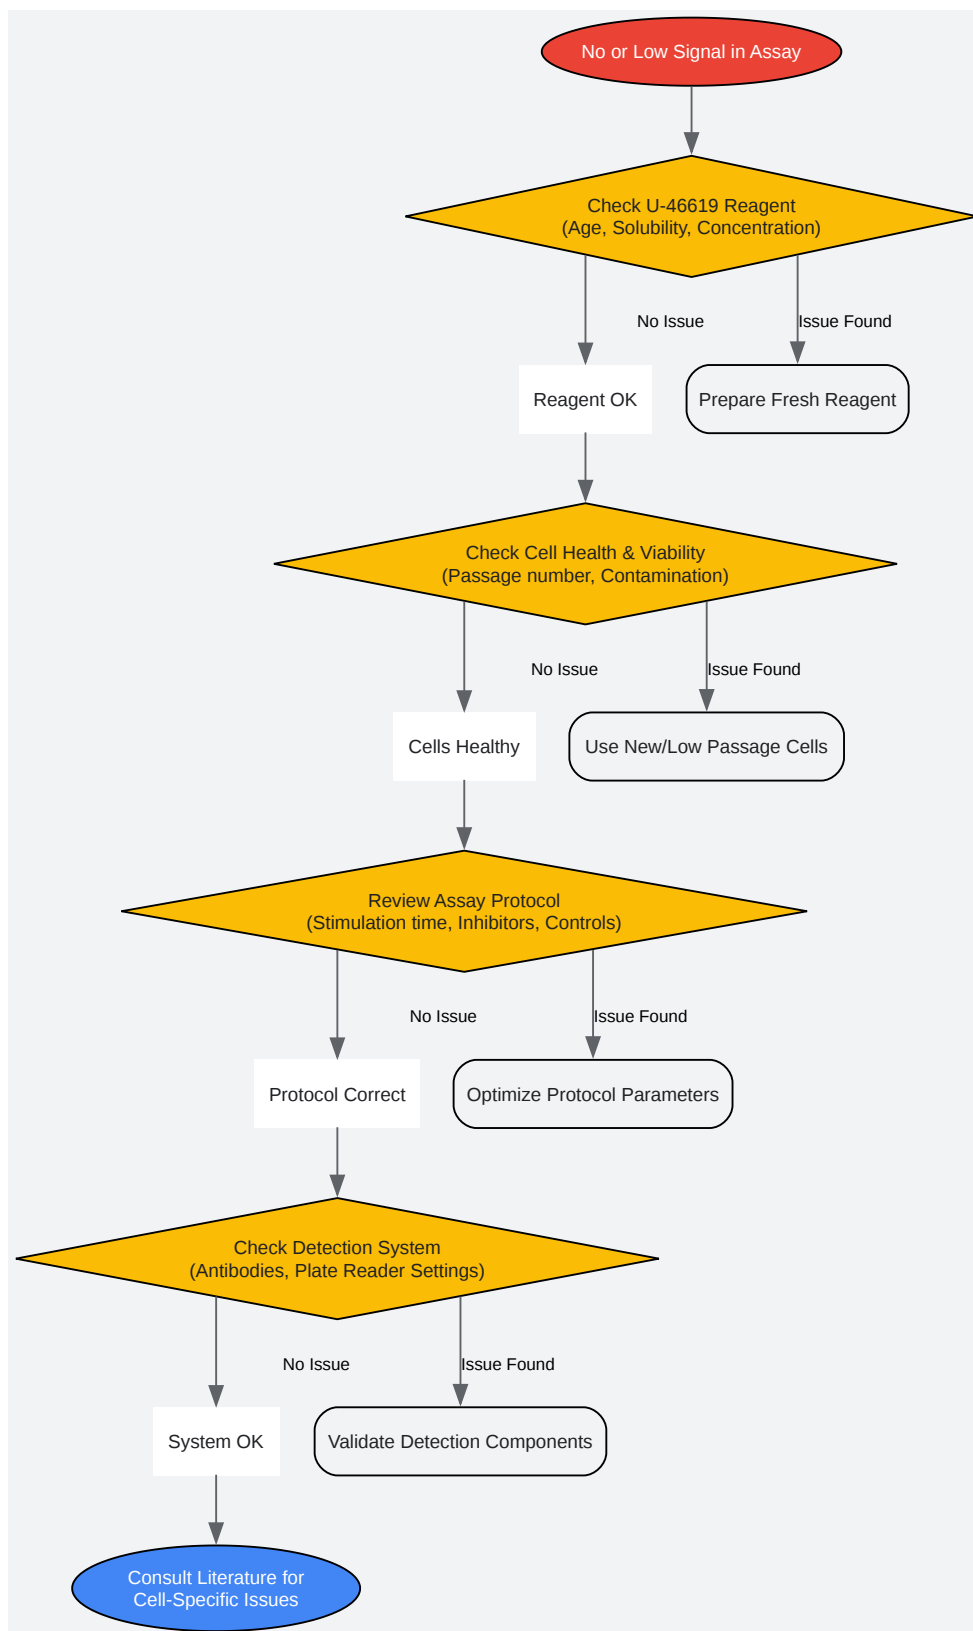 No or Low Signal in Assay
Check U-46619 Reagent
(Age, Solubility, Concentration)
No Issue
Issue Found
Reagent OK
Prepare Fresh Reagent
Check Cell Health & Viability
(Passage number, Contamination)
No Issue
Issue Found
Cells Healthy
Use New/Low Passage Cells
Review Assay Protocol
(Stimulation time, Inhibitors, Controls)
No Issue
Issue Found
Protocol Correct
Optimize Protocol Parameters
Check Detection System
(Antibodies, Plate Reader Settings)
No Issue
Issue Found
System OK
Validate Detection Components
Consult Literature for
Cell-Specific Issues